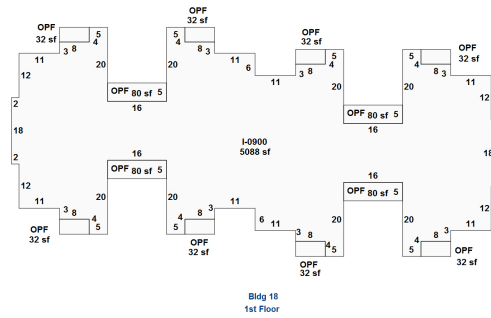 OPF 5 5 OPF
32 sf 4 4 32 sf
3 8 8 3
OPF 5 5 OPF
32 sf 4 4 32 sf
11 11 3 8 8 3
12 20 20 6 11 11
OPF 80 sf 5 20 20 12
2 16 OPF 80 sf 5
18 16
I-0900
5088 sf
18
2 16
OPF 80 sf 5 16
12 OPF 80 sf 5 12
11 20 20 11
3 8 8 3 6 11 20 20 11
OPF 4 4 OPF
32 sf 5 5 32 sf
3 8 8 3
OPF 4 4 OPF
32 sf 5 5 32 sf
Bldg 18
1st Floor